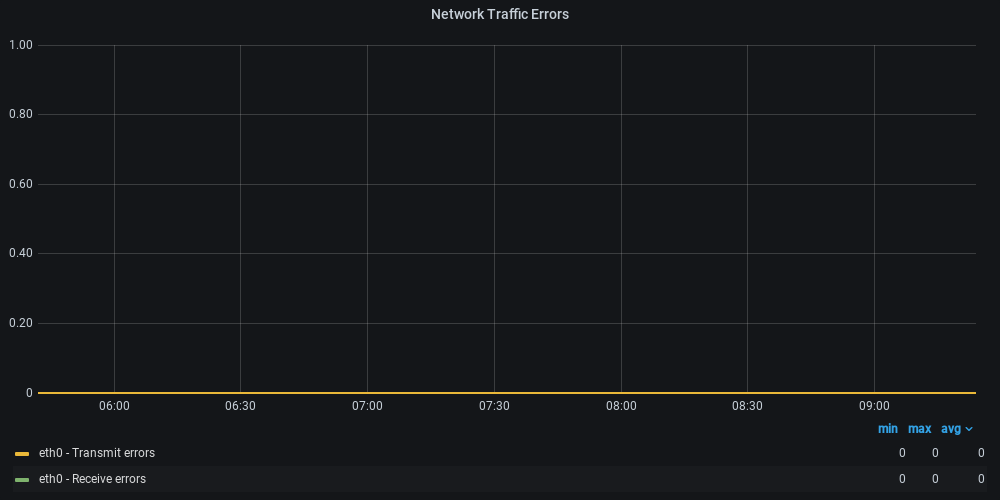 Network Traffic Errors
1.00
0.80
0.60
0.40
0.20
0
06:00 06:30 07:00 07:30 08:00 08:30 09:00
min max avg
eth0 - Transmit errors 0 0 0
eth0 - Receive errors 0 0 0